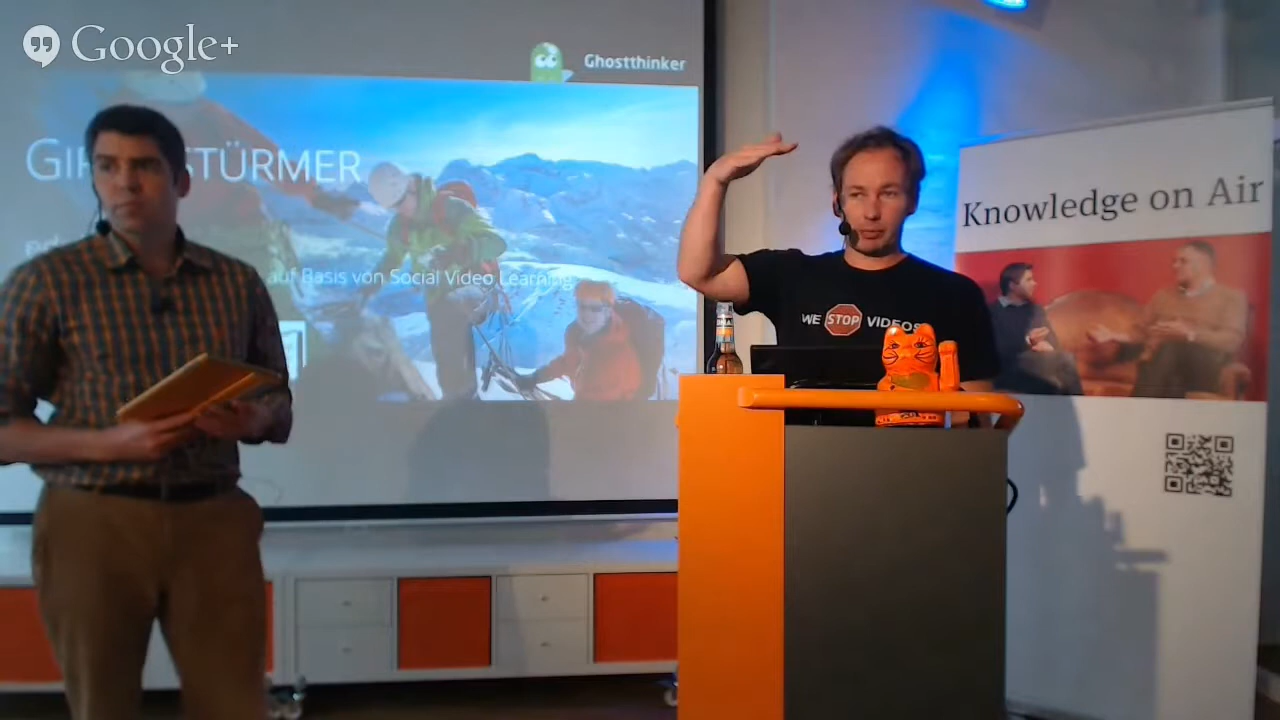 Google+
Ghostthinker
STÜRMER
auf Basis von Social Video Learning
WE STOP VIDEOS
Knowledge on Air